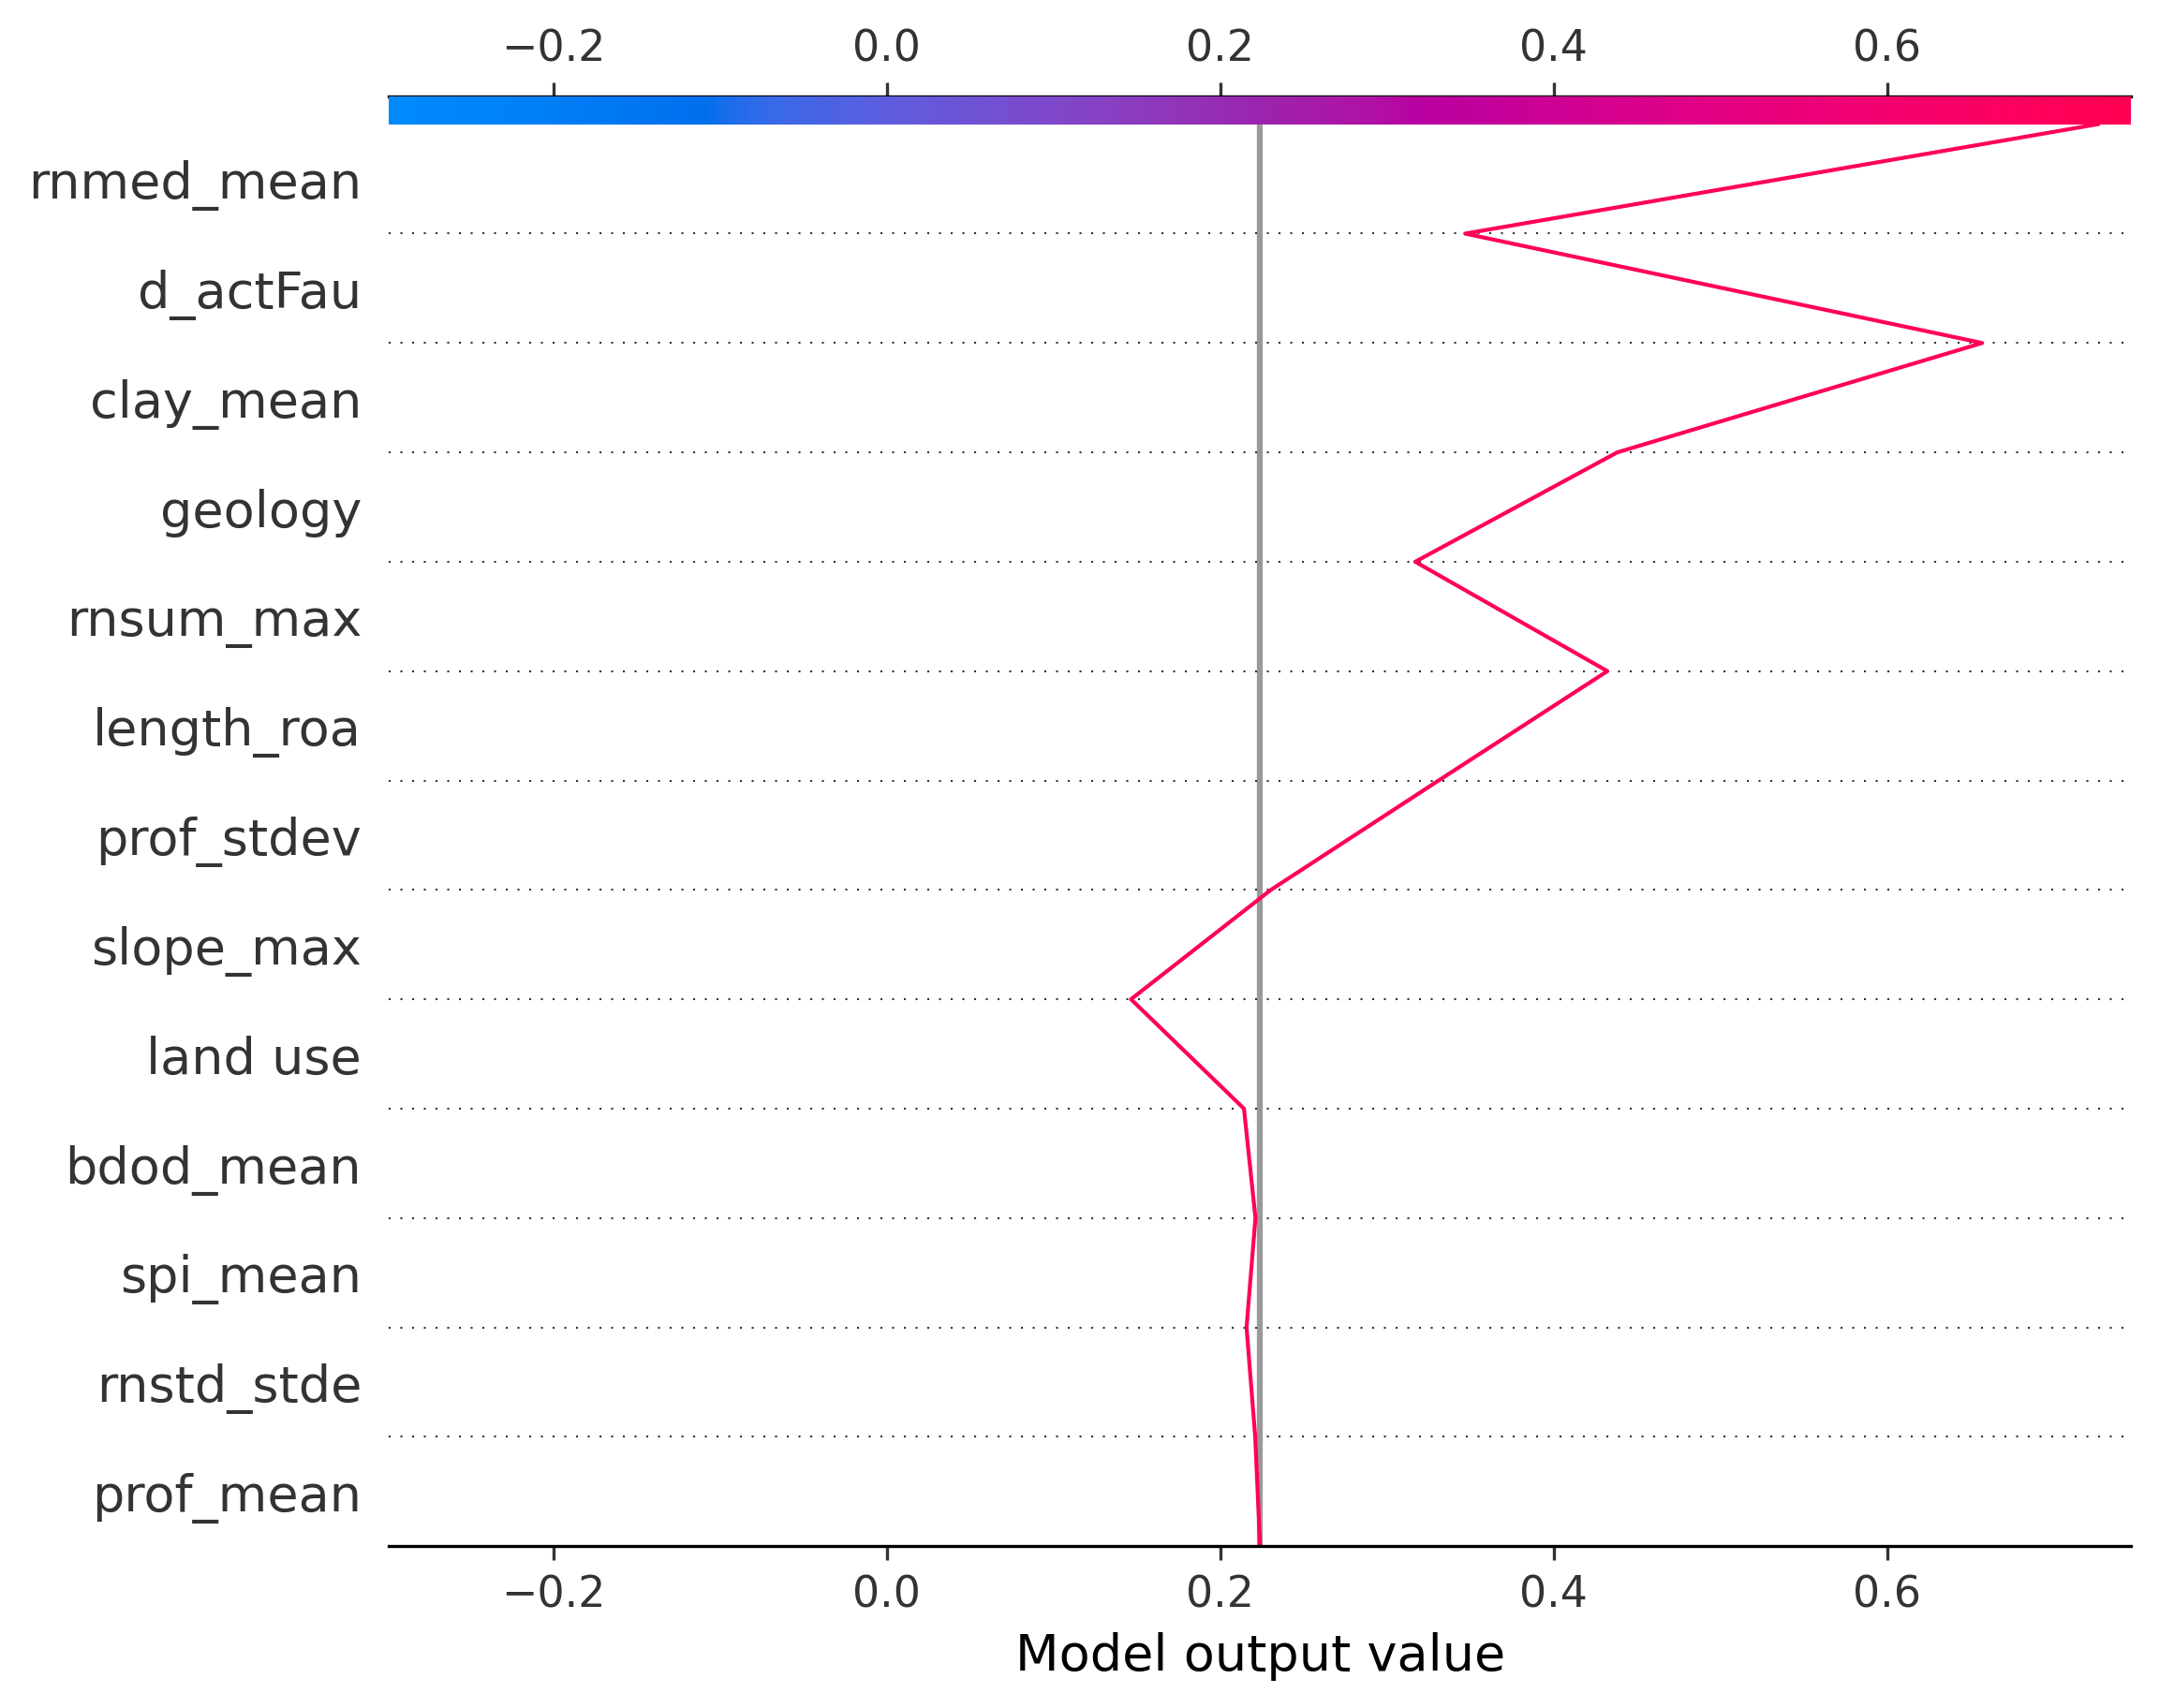 −0.2 0.0 0.2 0.4 0.6
rnmed_mean
d_actFau
clay_mean
geology
rnsum_max
length_roa
prof_stdev
slope_max
land use
bdod_mean
spi_mean
rnstd_stde
prof_mean
−0.2 0.0 0.2 0.4 0.6
Model output value